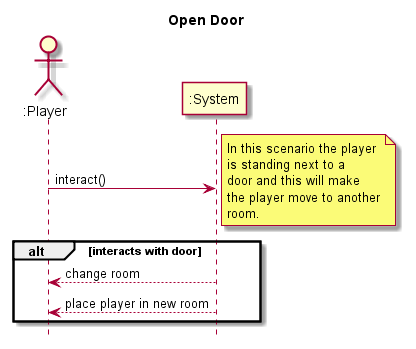 Open Door
:Player
:System
In this scenario the player
is standing next to a
door and this will make
the player move to another
room.
interact()
alt [interacts with door]
change room
place player in new room